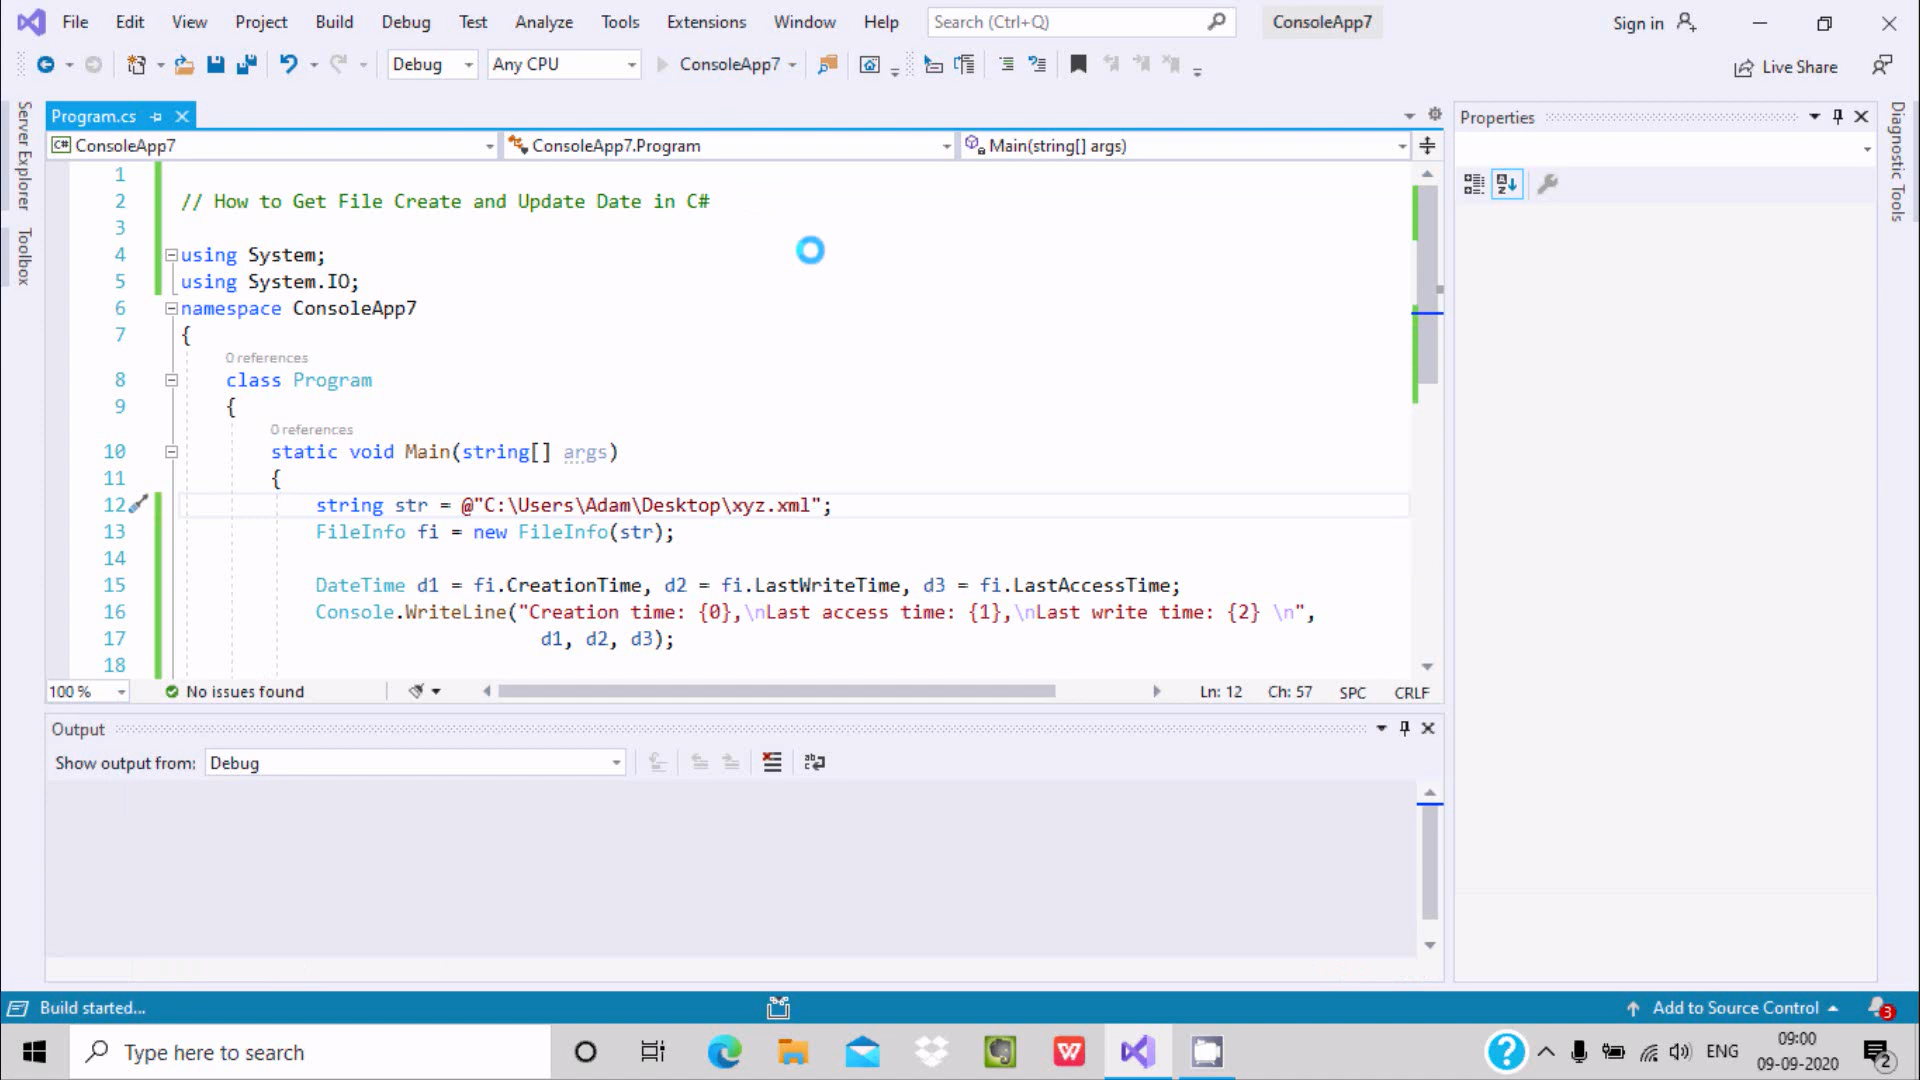 File Edit View Project Build Debug Test Analyze Tools Extensions Window Help Search (Ctrl+Q) ConsoleApp7 Sign in
Debug Any CPU ConsoleApp7 Live Share
Server Explorer
Toolbox
Program.cs
ConsoleApp7 ConsoleApp7.Program Main(string[] args)
1
2 // How to Get File Create and Update Date in C#
3
4 using System;
5 using System.IO;
6 namespace ConsoleApp7
7 {
0 references
8 class Program
9 {
0 references
10 static void Main(string[] args)
11 {
12 string str = @"C:\Users\Adam\Desktop\xyz.xml";
13 FileInfo fi = new FileInfo(str);
14
15 DateTime d1 = fi.CreationTime, d2 = fi.LastWriteTime, d3 = fi.LastAccessTime;
16 Console.WriteLine("Creation time: {0},\nLast access time: {1},\nLast write time: {2} \n",
17 d1, d2, d3);
18
100 % No issues found Ln: 12 Ch: 57 SPC CRLF
Output
Show output from: Debug
Properties
Diagnostic Tools
Build started... Add to Source Control 3
Type here to search ENG 09:00
09-09-2020 2